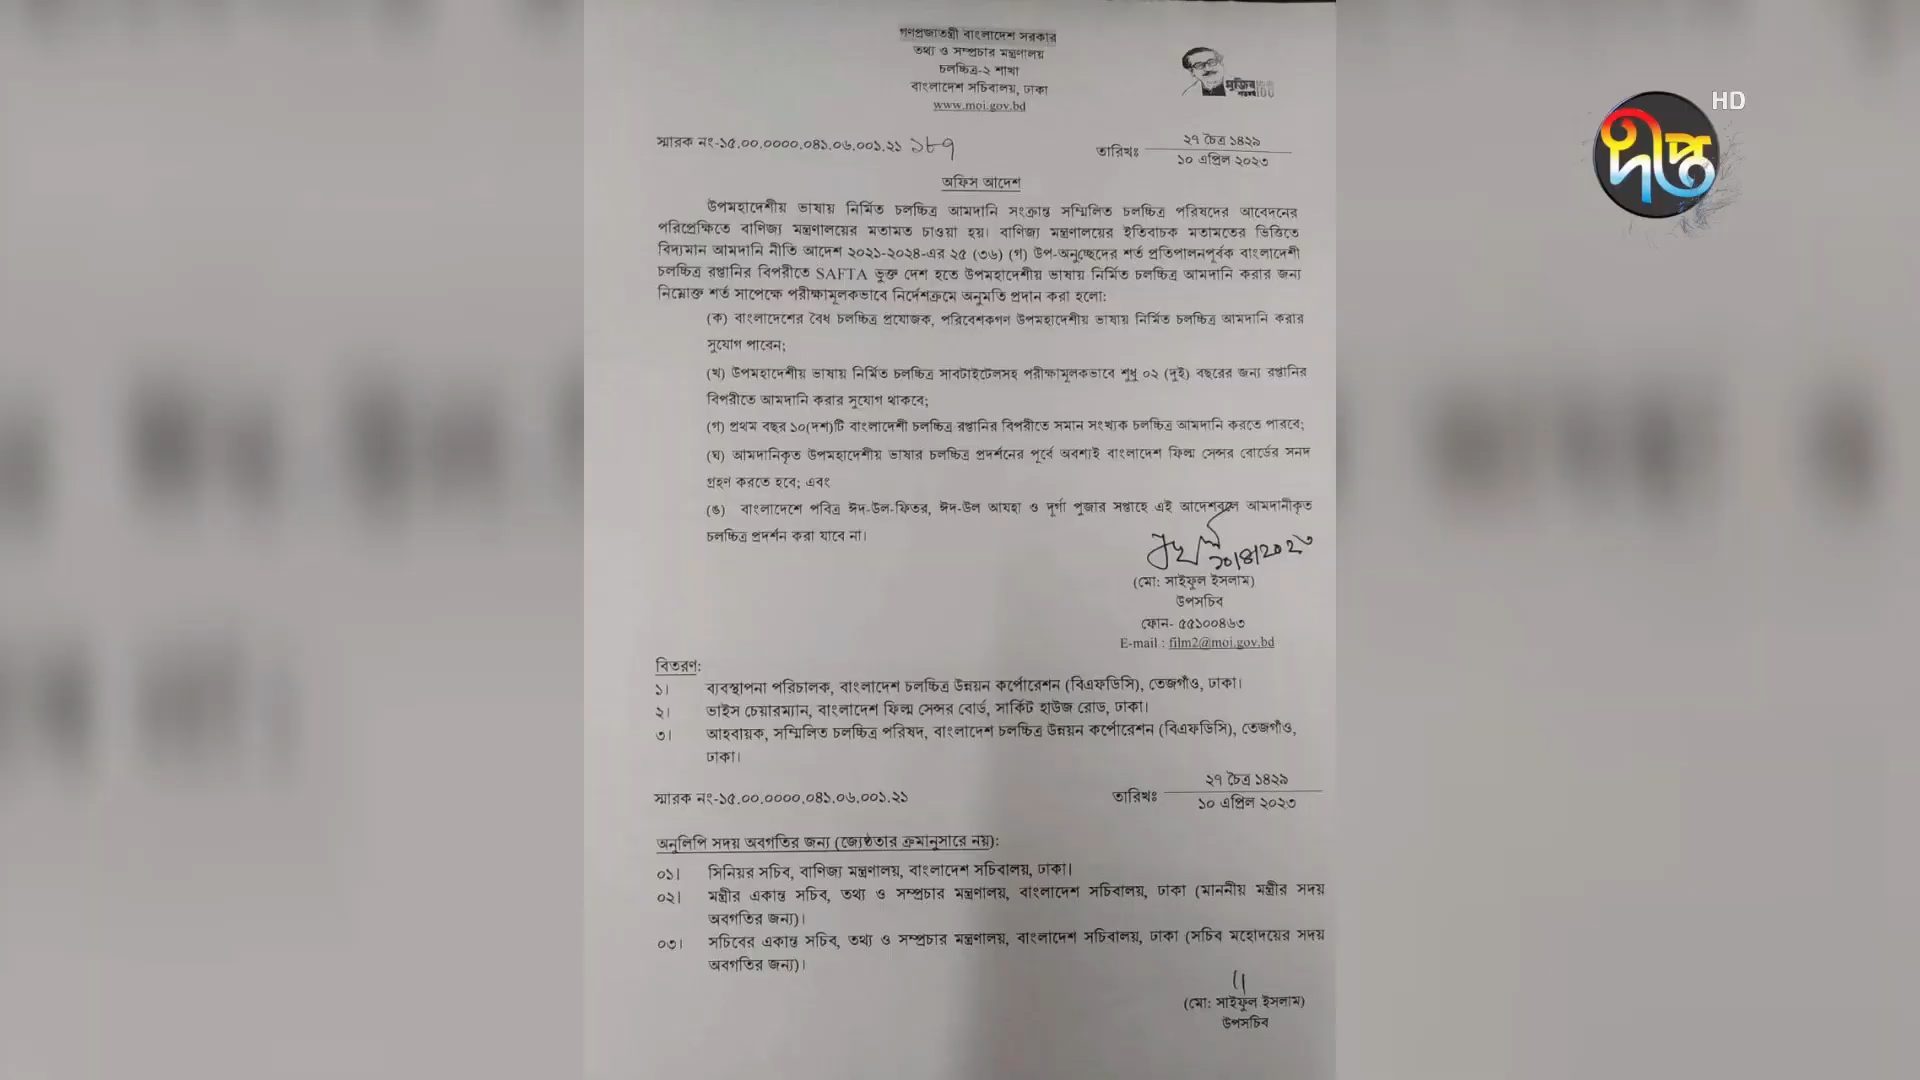 গণপ্রজাতন্ত্রী বাংলাদেশ সরকার
তথ্য ও সম্প্রচার মন্ত্রণালয়
চলচ্চিত্র-২ শাখা
বাংলাদেশ সচিবালয়, ঢাকা
www.moi.gov.bd
মুজিব শতবর্ষ 100
HD
দীপ্ত
স্মারক নং-১৫.০০.০০০০.০৪১.০৬.০০১.২১ ১৮৭
তারিখঃ ২৭ চৈত্র ১৪২৯
১০ এপ্রিল ২০২৩
অফিস আদেশ
উপমহাদেশীয় ভাষায় নির্মিত চলচ্চিত্র আমদানি সংক্রান্ত সম্মিলিত চলচ্চিত্র পরিষদের আবেদনের
পরিপ্রেক্ষিতে বাণিজ্য মন্ত্রণালয়ের মতামত চাওয়া হয়। বাণিজ্য মন্ত্রণালয়ের ইতিবাচক মতামতের ভিত্তিতে
বিদ্যমান আমদানি নীতি আদেশ ২০২১-২০২৪-এর ২৫ (৩৬) (গ) উপ-অনুচ্ছেদের শর্ত প্রতিপালনপূর্বক বাংলাদেশী
চলচ্চিত্র রপ্তানির বিপরীতে SAFTA ভুক্ত দেশ হতে উপমহাদেশীয় ভাষায় নির্মিত চলচ্চিত্র আমদানি করার জন্য
নিম্নোক্ত শর্ত সাপেক্ষে পরীক্ষামূলকভাবে নির্দেশক্রমে অনুমতি প্রদান করা হলো:
(ক) বাংলাদেশের বৈধ চলচ্চিত্র প্রযোজক, পরিবেশকগণ উপমহাদেশীয় ভাষায় নির্মিত চলচ্চিত্র আমদানি করার
সুযোগ পাবেন;
(খ) উপমহাদেশীয় ভাষায় নির্মিত চলচ্চিত্র সাবটাইটেলসহ পরীক্ষামূলকভাবে শুধু ০২ (দুই) বছরের জন্য রপ্তানির
বিপরীতে আমদানি করার সুযোগ থাকবে;
(গ) প্রথম বছর ১০(দশ)টি বাংলাদেশী চলচ্চিত্র রপ্তানির বিপরীতে সমান সংখ্যক চলচ্চিত্র আমদানি করতে পারবে;
(ঘ) আমদানিকৃত উপমহাদেশীয় ভাষার চলচ্চিত্র প্রদর্শনের পূর্বে অবশ্যই বাংলাদেশ ফিল্ম সেন্সর বোর্ডের সনদ
গ্রহণ করতে হবে; এবং
(ঙ) বাংলাদেশে পবিত্র ঈদ-উল-ফিতর, ঈদ-উল আযহা ও দূর্গা পুজার সপ্তাহে এই আদেশবলে আমদানীকৃত
চলচ্চিত্র প্রদর্শন করা যাবে না।
১০/৪/২০২৩
(মো: সাইফুল ইসলাম)
উপসচিব
ফোন- ৫৫১০০৪৬৩
E-mail : film2@moi.gov.bd
বিতরণ:
১। ব্যবস্থাপনা পরিচালক, বাংলাদেশ চলচ্চিত্র উন্নয়ন কর্পোরেশন (বিএফডিসি), তেজগাঁও, ঢাকা।
২। ভাইস চেয়ারম্যান, বাংলাদেশ ফিল্ম সেন্সর বোর্ড, সার্কিট হাউজ রোড, ঢাকা।
৩। আহবায়ক, সম্মিলিত চলচ্চিত্র পরিষদ, বাংলাদেশ চলচ্চিত্র উন্নয়ন কর্পোরেশন (বিএফডিসি), তেজগাঁও,
ঢাকা।
স্মারক নং-১৫.০০.০০০০.০৪১.০৬.০০১.২১
তারিখঃ ২৭ চৈত্র ১৪২৯
১০ এপ্রিল ২০২৩
অনুলিপি সদয় অবগতির জন্য (জ্যেষ্ঠতার ক্রমানুসারে নয়):
০১। সিনিয়র সচিব, বাণিজ্য মন্ত্রণালয়, বাংলাদেশ সচিবালয়, ঢাকা।
০২। মন্ত্রীর একান্ত সচিব, তথ্য ও সম্প্রচার মন্ত্রণালয়, বাংলাদেশ সচিবালয়, ঢাকা (মাননীয় মন্ত্রীর সদয়
অবগতির জন্য)।
০৩। সচিবের একান্ত সচিব, তথ্য ও সম্প্রচার মন্ত্রণালয়, বাংলাদেশ সচিবালয়, ঢাকা (সচিব মহোদয়ের সদয়
অবগতির জন্য)।
(মো: সাইফুল ইসলাম)
উপসচিব